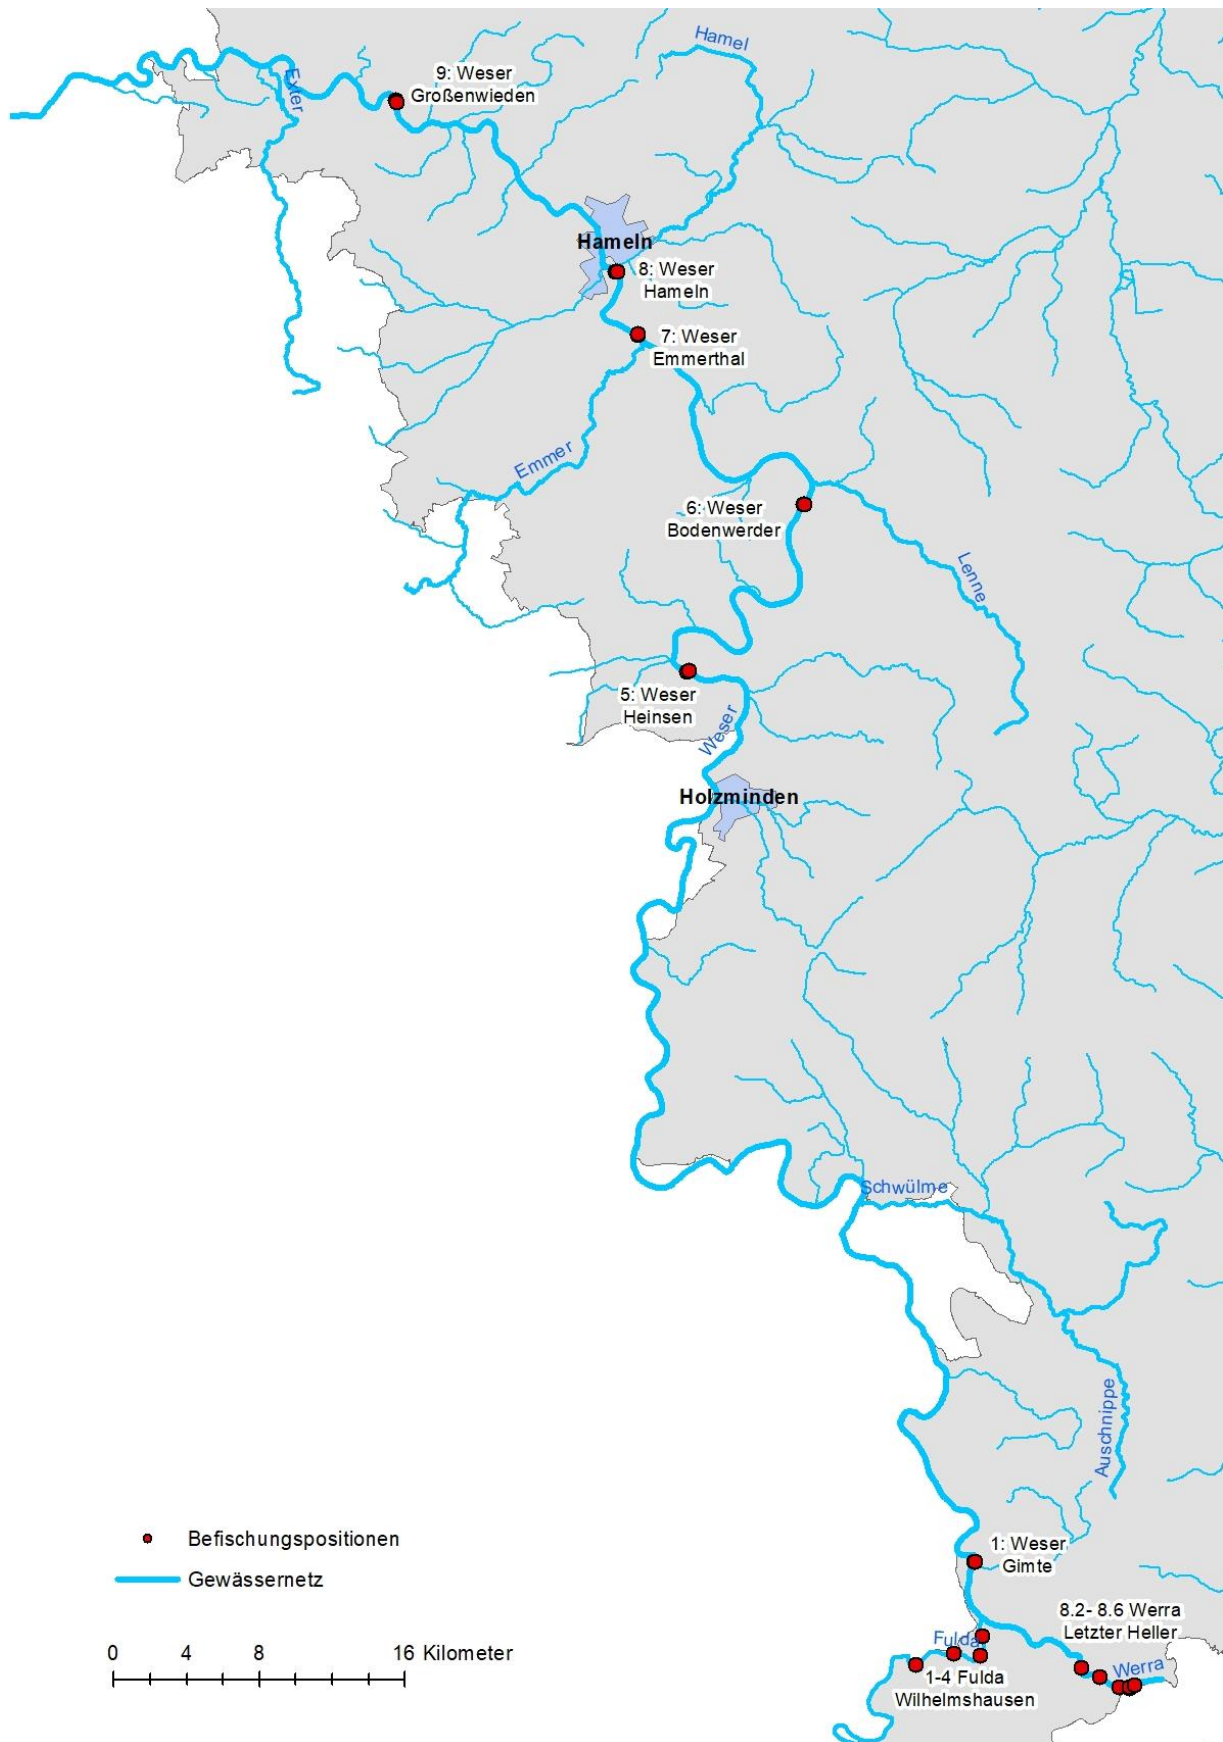 Hamel
9: Weser
Großenwieden
Exter
Hameln
8: Weser
Hameln
7: Weser
Emmerthal
Emmer
6: Weser
Bodenwerder
Lenne
5: Weser
Heinsen
Weser
Holzminden
Schwülme
Auschnippe
Befischungspositionen
Gewässernetz
1: Weser
Gimte
8.2- 8.6 Werra
Letzter Heller
Fulda
Werra
1-4 Fulda
Wilhelmshausen
0 4 8 16 Kilometer